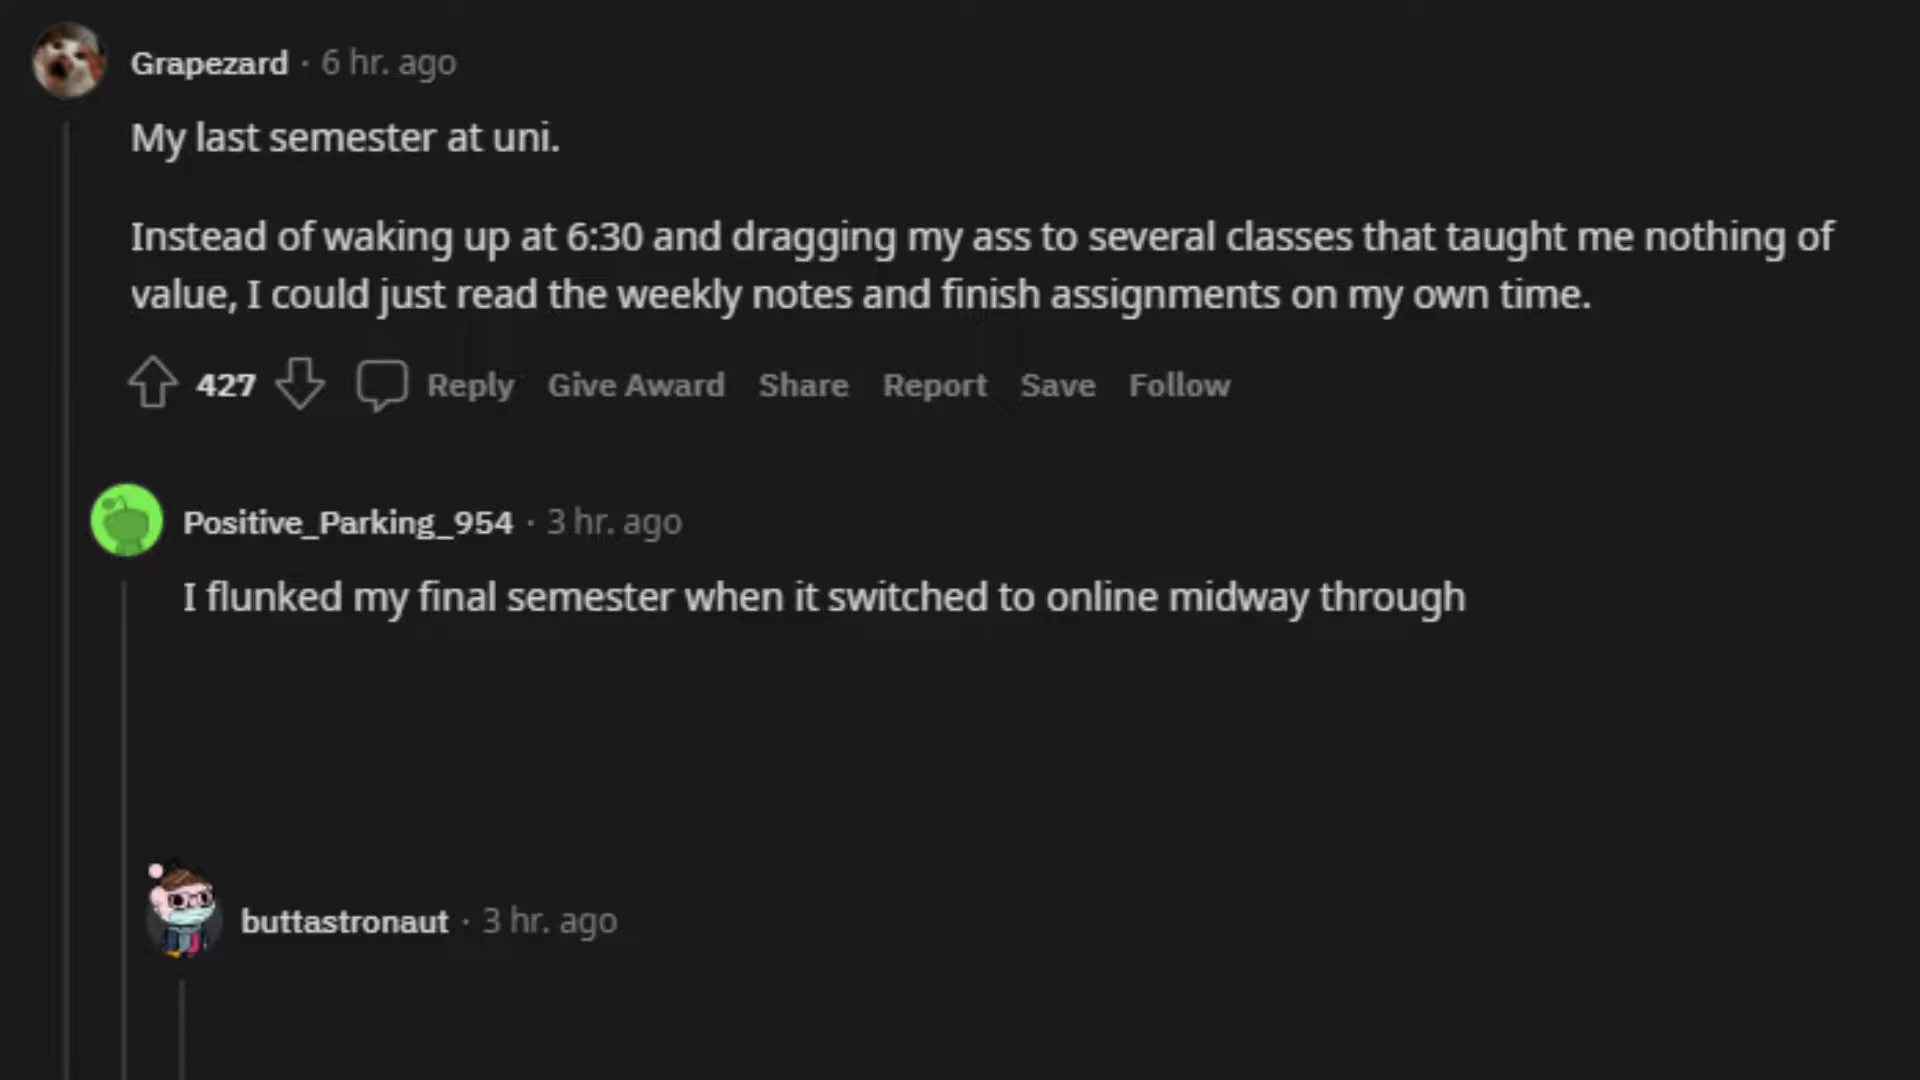 Grapezard · 6 hr. ago
My last semester at uni.
Instead of waking up at 6:30 and dragging my ass to several classes that taught me nothing of
value, I could just read the weekly notes and finish assignments on my own time.
427 Reply Give Award Share Report Save Follow
Positive_Parking_954 · 3 hr. ago
I flunked my final semester when it switched to online midway through
buttastronaut · 3 hr. ago